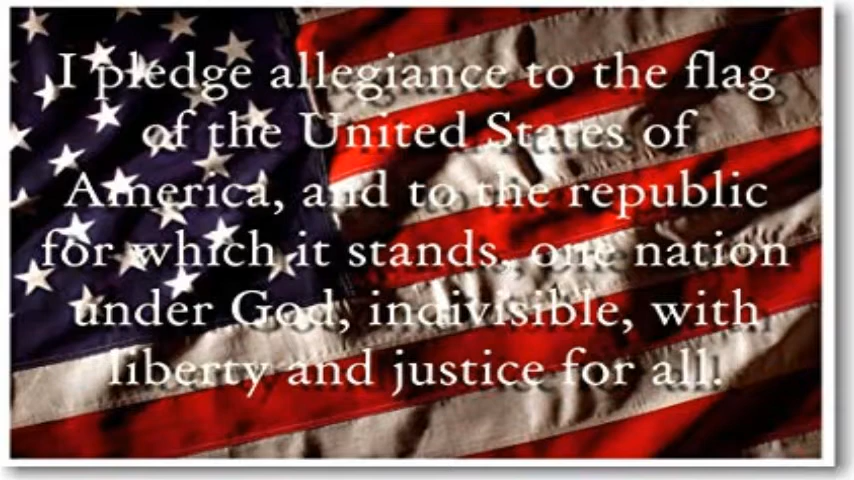 I pledge allegiance to the flag
of the United States of
America, and to the republic
for which it stands, one nation
under God, indivisible, with
liberty and justice for all.